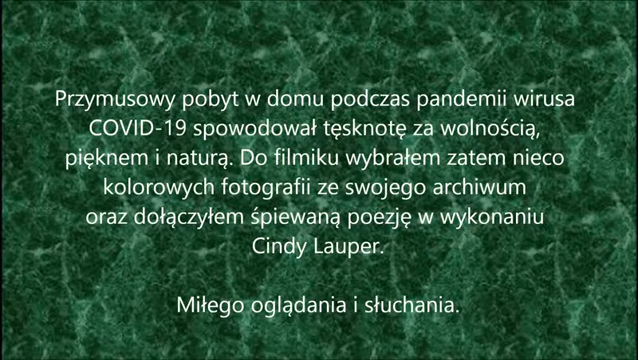 Przymusowy pobyt w domu podczas pandemii wirusa
COVID-19 spowodował tęsknotę za wolnością,
pięknem i naturą. Do filmiku wybrałem zatem nieco
kolorowych fotografii ze swojego archiwum
oraz dołączyłem śpiewaną poezję w wykonaniu
Cindy Lauper.
Miłego oglądania i słuchania.